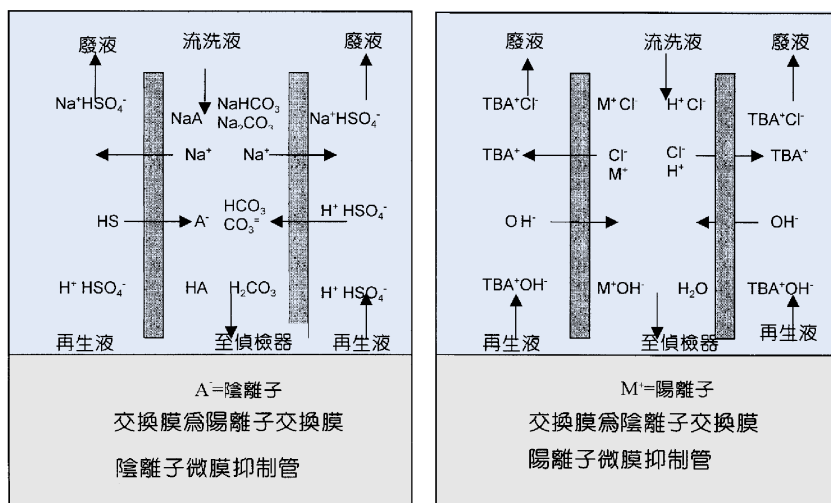 廢液 流洗液 廢液
Na⁺HSO₄⁻ NaA NaHCO₃ Na⁺HSO₄⁻
Na₂CO₃
Na⁺ Na⁺
HS A⁻ HCO₃ H⁺ HSO₄⁻
CO₃⁼
H⁺ HSO₄⁻ HA H₂CO₃ H⁺ HSO₄⁻
再生液 至偵檢器 再生液
A⁻=陰離子
交換膜為陽離子交換膜
陰離子微膜抑制管
廢液 流洗液 廢液
TBA⁺Cl⁻ M⁺Cl⁻ H⁺Cl⁻ TBA⁺Cl⁻
TBA⁺ Cl⁻ Cl⁻ TBA⁺
M⁺ H⁺
OH⁻ OH⁻
TBA⁺OH⁻ M⁺OH⁻ H₂O TBA⁺OH⁻
再生液 至偵檢器 再生液
M⁺=陽離子
交換膜為陰離子交換膜
陽離子微膜抑制管